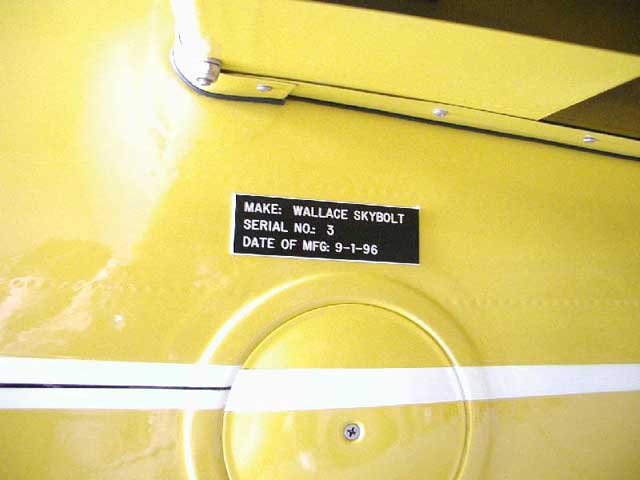 MAKE: WALLACE SKYBOLT
SERIAL NO.: 3
DATE OF MFG: 9-1-96